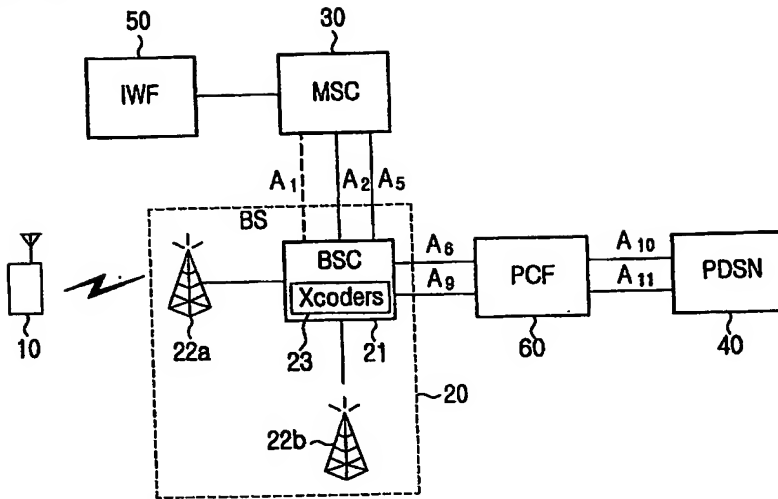 50
30
IWF
MSC
A1
A2
A5
BS
BSC
Xcoders
A6
A9
PCF
A10
A11
PDSN
10
22a
23
21
60
40
20
22b